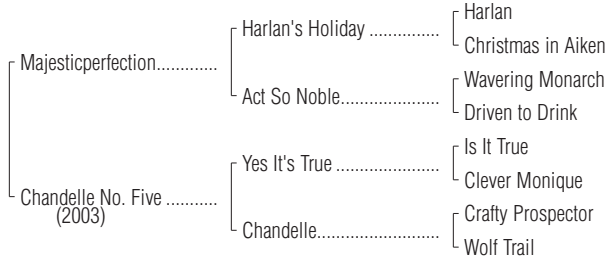 Harlan
Harlan's Holiday ...............
Christmas in Aiken
Majesticperfection.............
Wavering Monarch
Act So Noble.....................
Driven to Drink
Is It True
Yes It's True ......................
Clever Monique
Chandelle No. Five ...........
(2003)
Crafty Prospector
Chandelle..........................
Wolf Trail